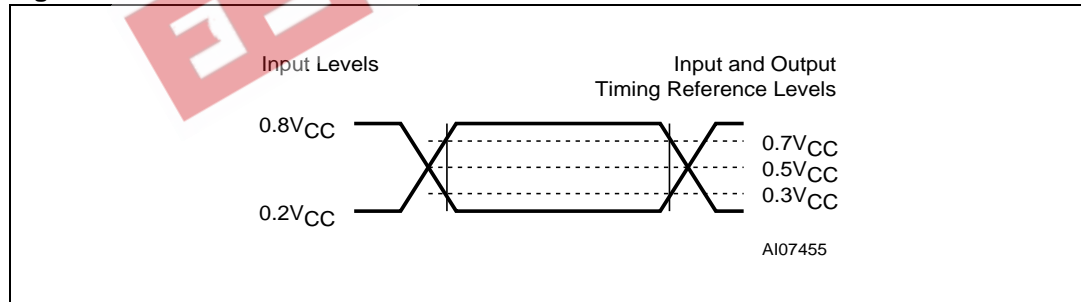 Input Levels
Input and Output
Timing Reference Levels
0.8VCC
0.7VCC
0.5VCC
0.3VCC
0.2VCC
AI07455